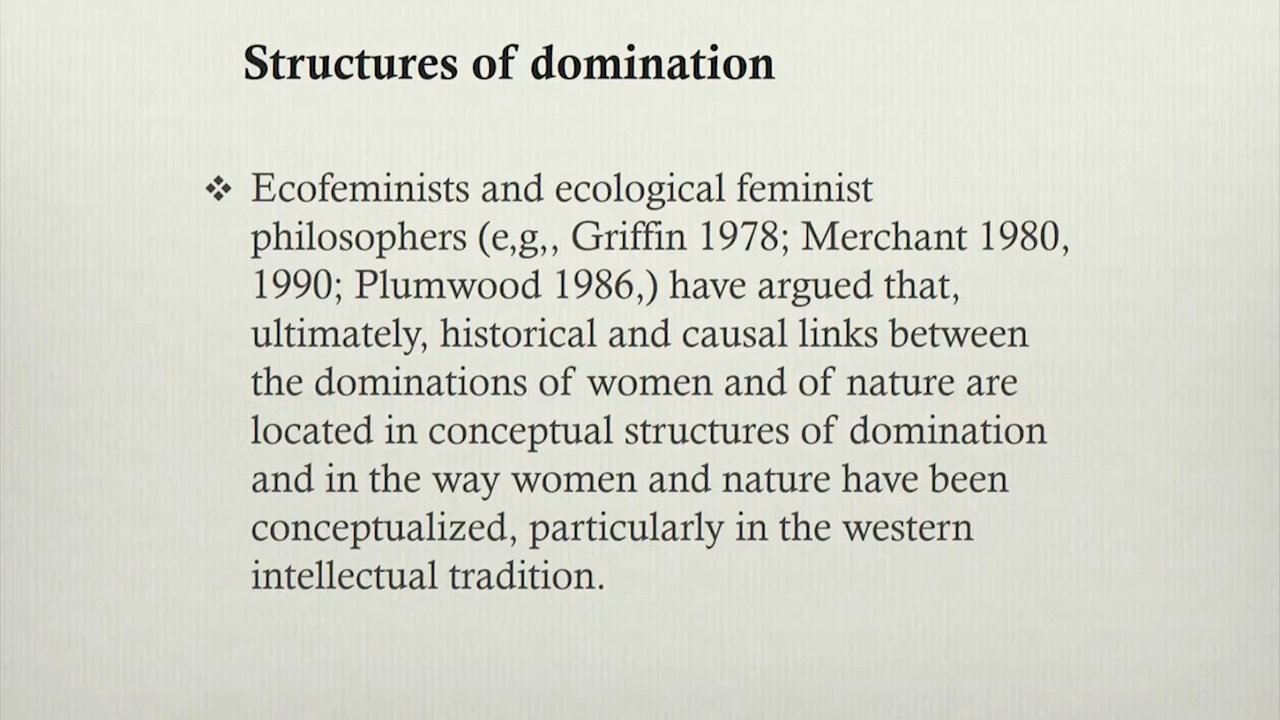 Structures of domination
❖ Ecofeminists and ecological feminist
philosophers (e,g,, Griffin 1978; Merchant 1980,
1990; Plumwood 1986,) have argued that,
ultimately, historical and causal links between
the dominations of women and of nature are
located in conceptual structures of domination
and in the way women and nature have been
conceptualized, particularly in the western
intellectual tradition.